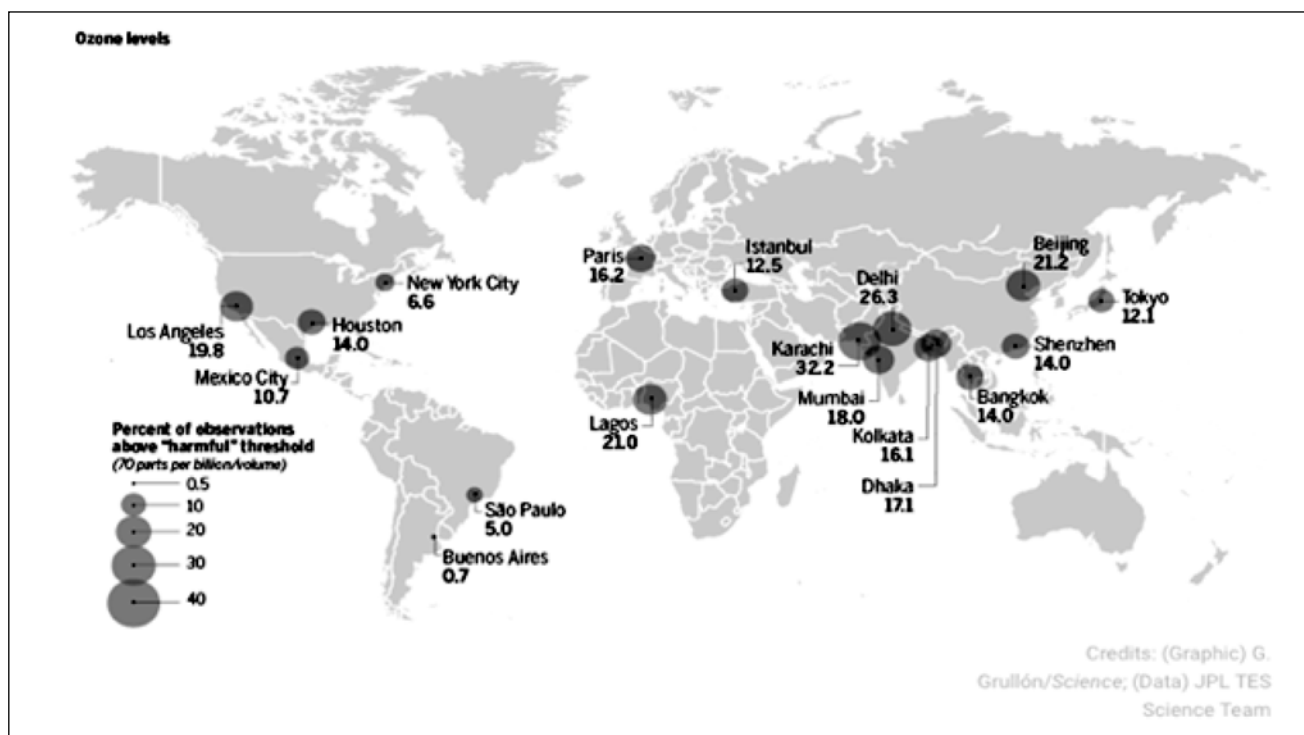 Ozone levels
Paris
16.2
Istanbul
12.5
Beijing
21.2
New York City
6.6
Delhi
26.3
Tokyo
12.1
Los Angeles
19.8
Houston
14.0
Karachi
32.2
Shenzhen
14.0
Mexico City
10.7
Mumbai
18.0
Bangkok
14.0
Lagos
21.0
Kolkata
16.1
Dhaka
17.1
São Paulo
5.0
Buenos Aires
0.7
Percent of observations
above "harmful" threshold
(70 parts per billion/volume)
0.5
10
20
30
40
Credits: (Graphic) G.
Grullón/Science; (Data) JPL TES
Science Team